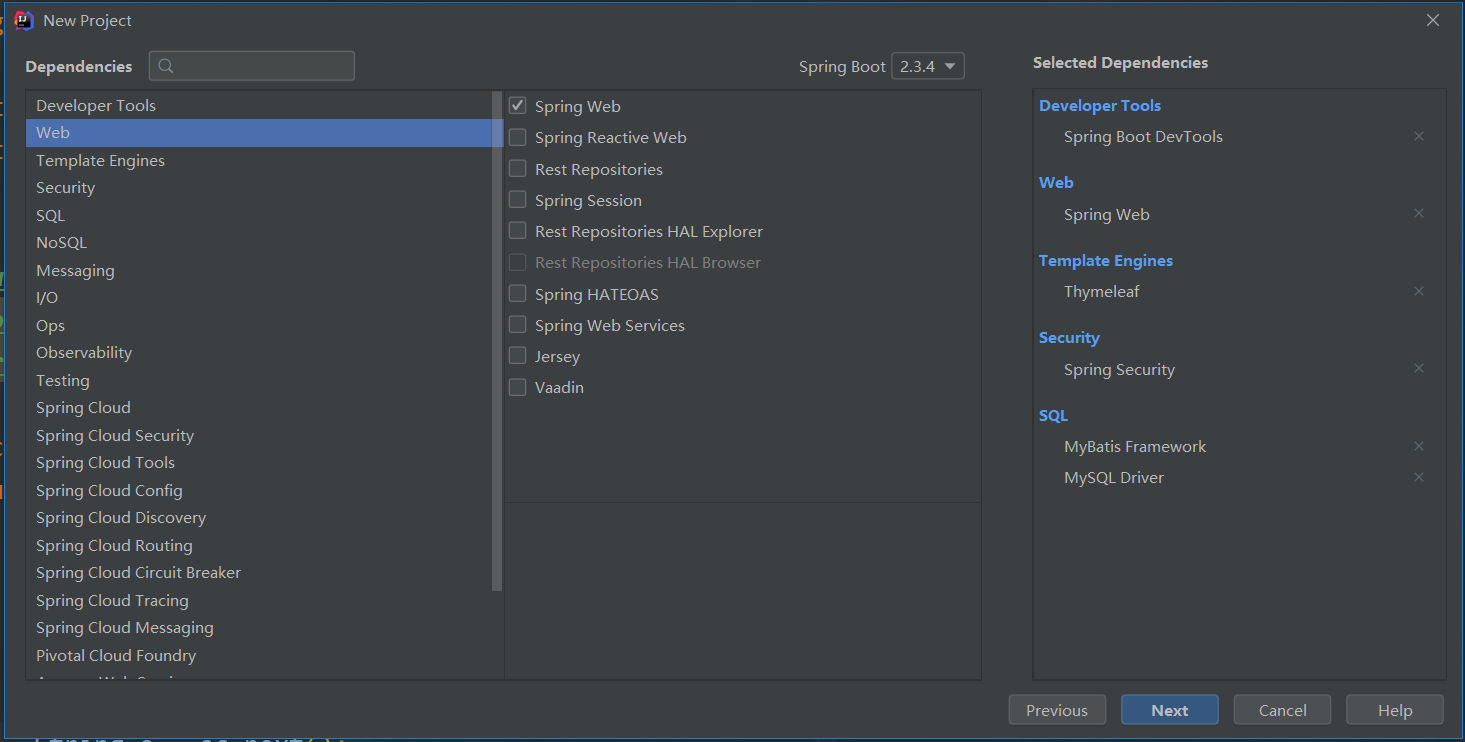 New Project
Dependencies
Spring Boot 2.3.4
Selected Dependencies
Developer Tools
Web
Template Engines
Security
SQL
NoSQL
Messaging
I/O
Ops
Observability
Testing
Spring Cloud
Spring Cloud Security
Spring Cloud Tools
Spring Cloud Config
Spring Cloud Discovery
Spring Cloud Routing
Spring Cloud Circuit Breaker
Spring Cloud Tracing
Spring Cloud Messaging
Pivotal Cloud Foundry
Spring Web
Spring Reactive Web
Rest Repositories
Spring Session
Rest Repositories HAL Explorer
Rest Repositories HAL Browser
Spring HATEOAS
Spring Web Services
Jersey
Vaadin
Developer Tools
Spring Boot DevTools
Web
Spring Web
Template Engines
Thymeleaf
Security
Spring Security
SQL
MyBatis Framework
MySQL Driver
Previous
Next
Cancel
Help